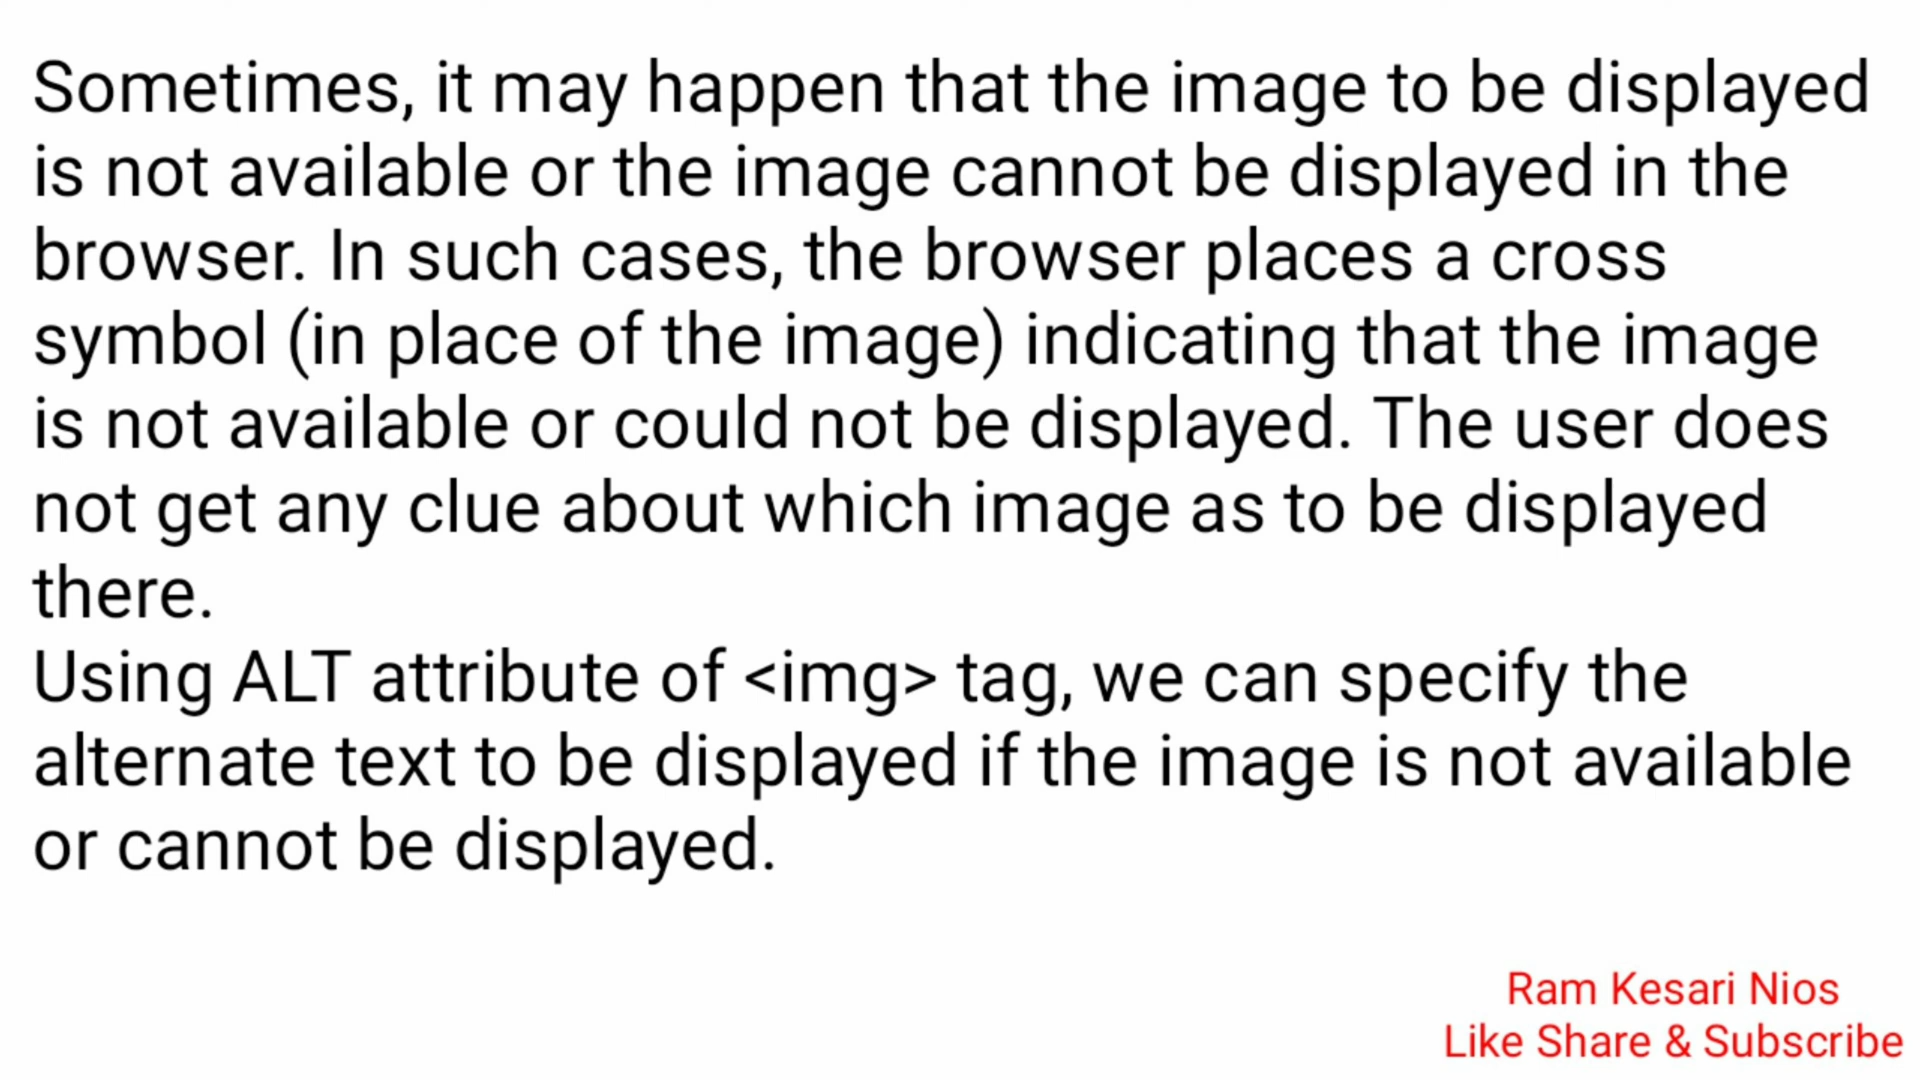 Sometimes, it may happen that the image to be displayed
is not available or the image cannot be displayed in the
browser. In such cases, the browser places a cross
symbol (in place of the image) indicating that the image
is not available or could not be displayed. The user does
not get any clue about which image as to be displayed
there.
Using ALT attribute of <img> tag, we can specify the
alternate text to be displayed if the image is not available
or cannot be displayed.
Ram Kesari Nios
Like Share & Subscribe